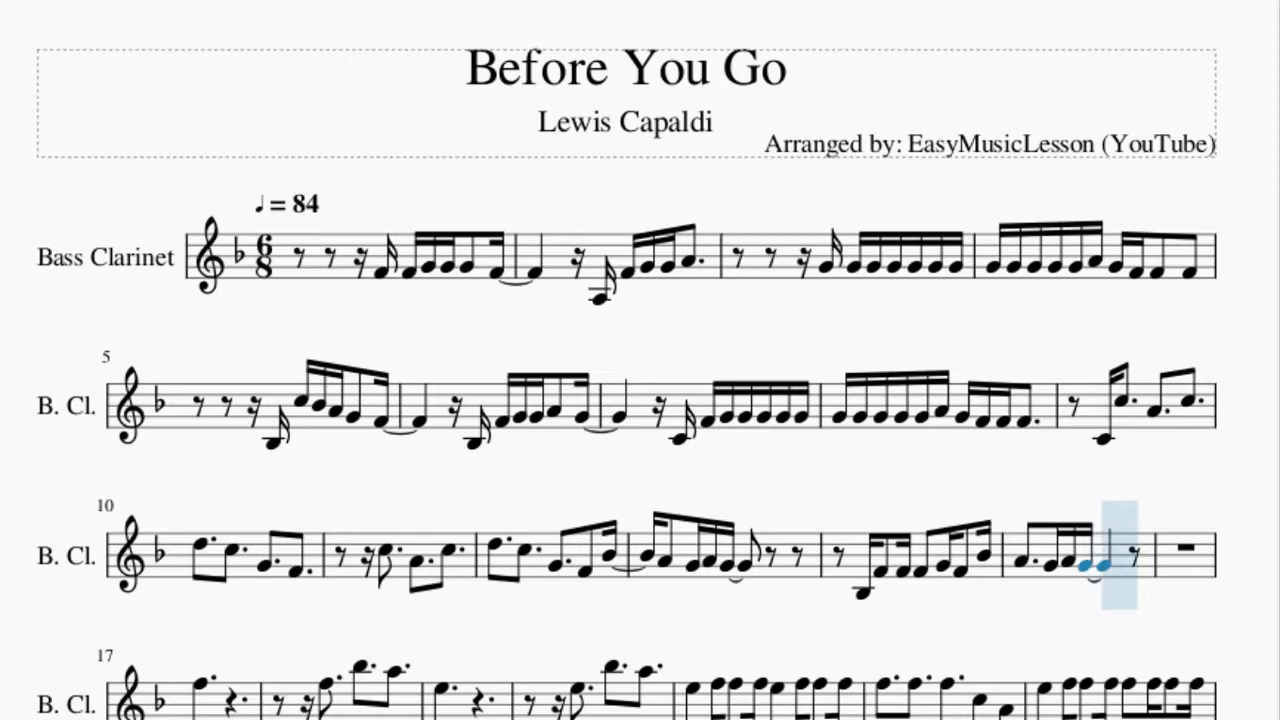 Before You Go
Lewis Capaldi
Arranged by: EasyMusicLesson (YouTube)
♩ = 84
Bass Clarinet
6
8
5
B. Cl.
10
B. Cl.
17
B. Cl.